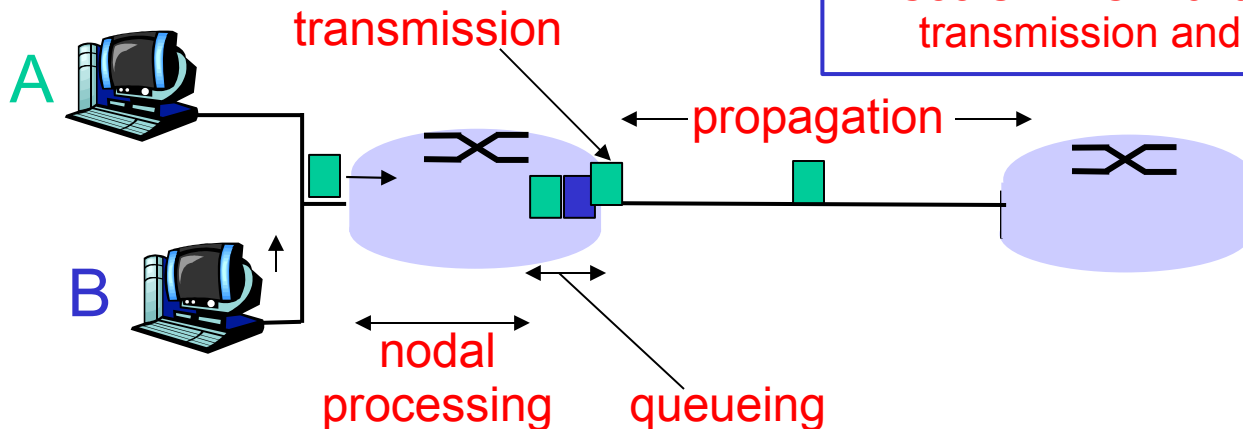 transmission and
transmission
A
propagation
B
nodal
processing
queueing